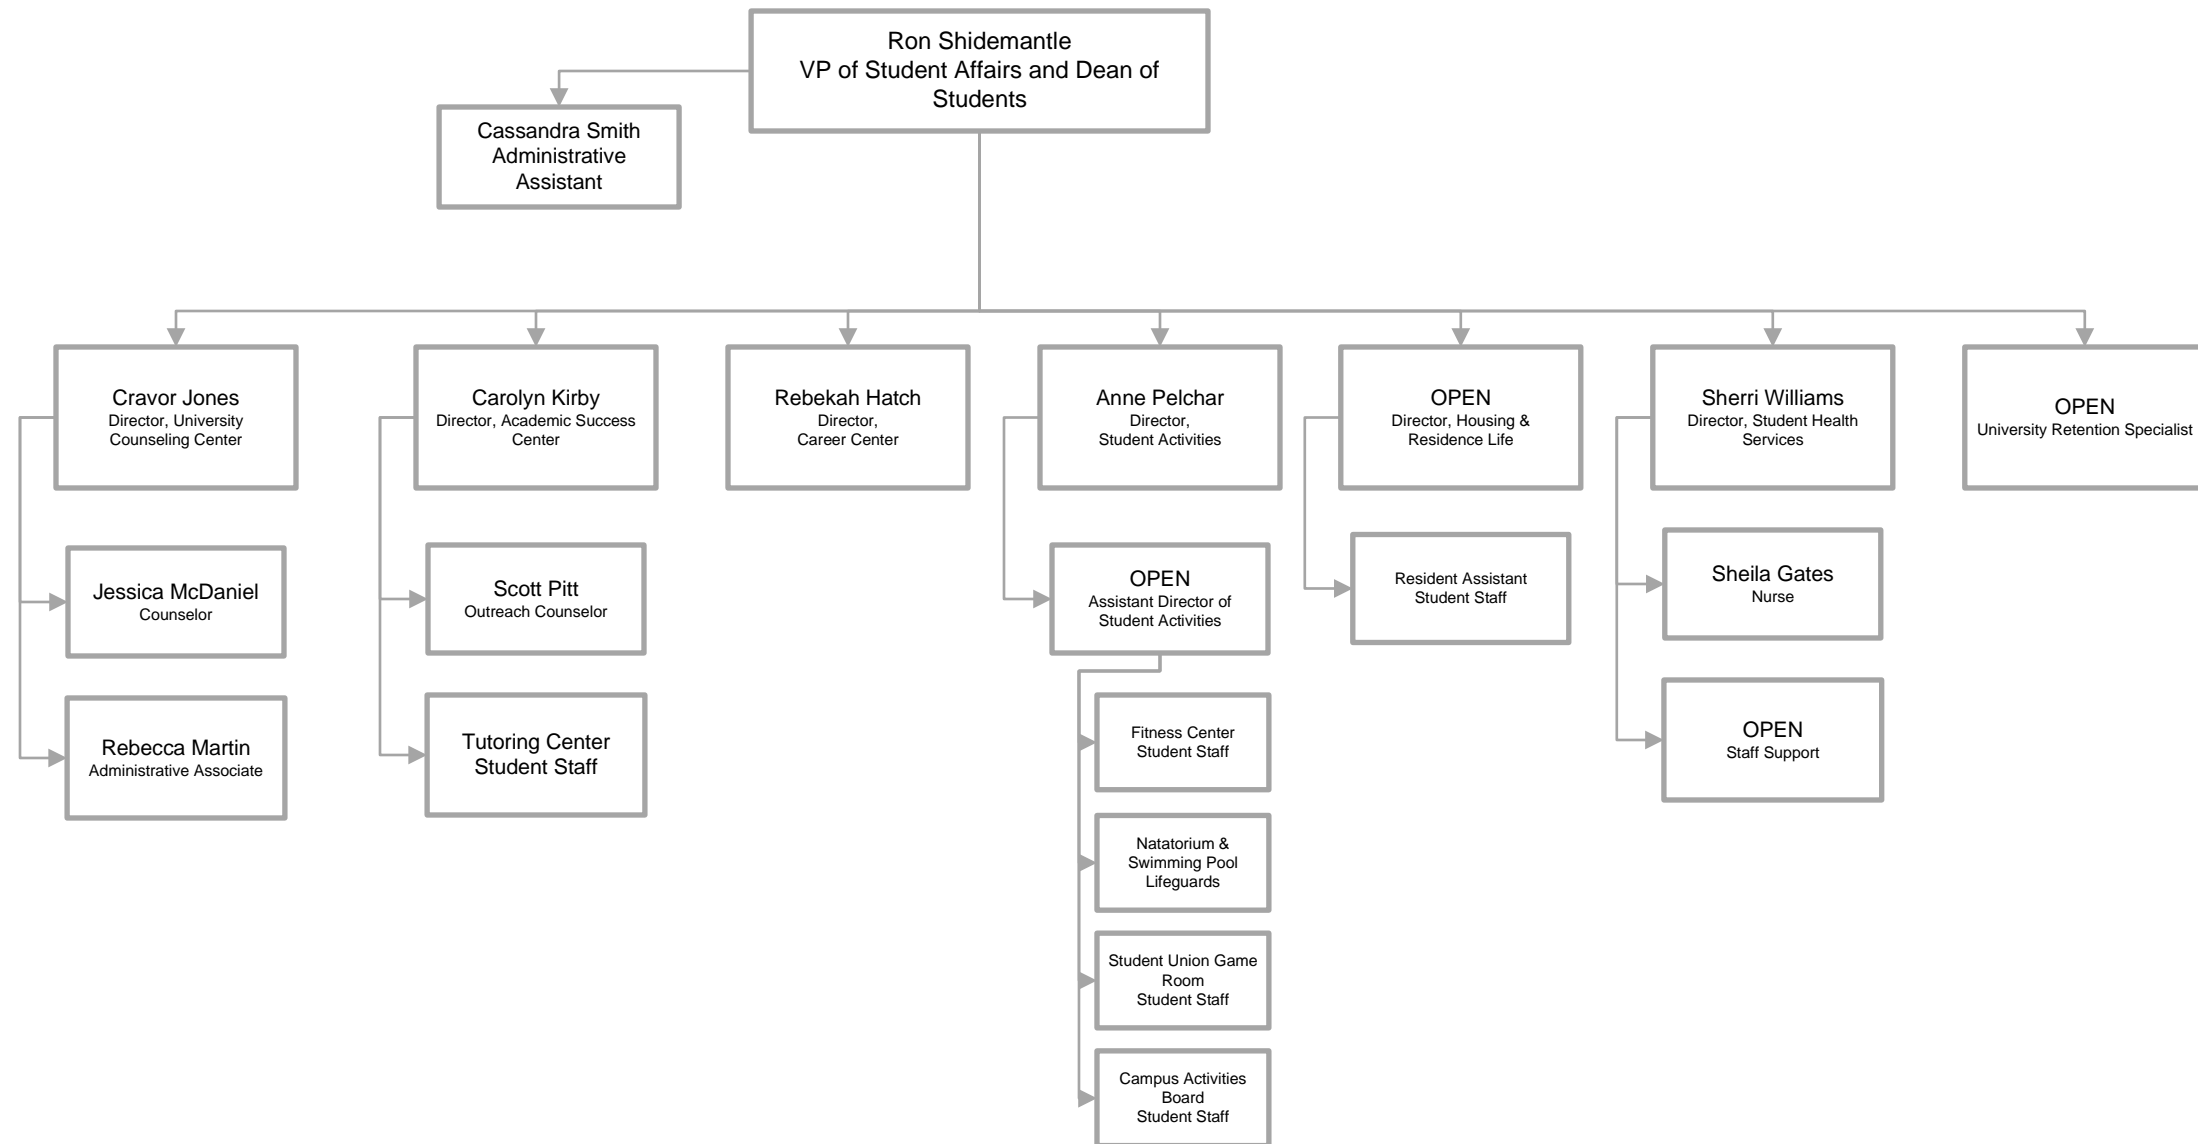 Ron Shidemantle
VP of Student Affairs and Dean of
Students
Cassandra Smith
Administrative
Assistant
Cravor Jones
Director, University
Counseling Center
Carolyn Kirby
Director, Academic Success
Center
Rebekah Hatch
Director,
Career Center
Anne Pelchar
Director,
Student Activities
OPEN
Director, Housing &
Residence Life
Sherri Williams
Director, Student Health
Services
OPEN
University Retention Specialist
Jessica McDaniel
Counselor
Scott Pitt
Outreach Counselor
OPEN
Assistant Director of
Student Activities
Resident Assistant
Student Staff
Sheila Gates
Nurse
Rebecca Martin
Administrative Associate
Tutoring Center
Student Staff
Fitness Center
Student Staff
OPEN
Staff Support
Natatorium &
Swimming Pool
Lifeguards
Student Union Game
Room
Student Staff
Campus Activities
Board
Student Staff